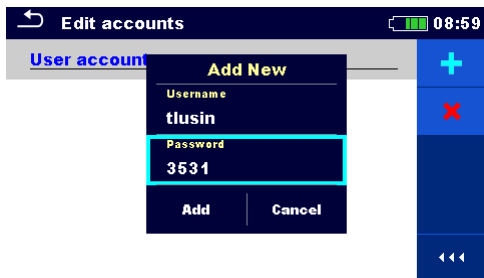 Edit accounts 08:59
User account
Add New
Username
tlusin
Password
3531
Add Cancel